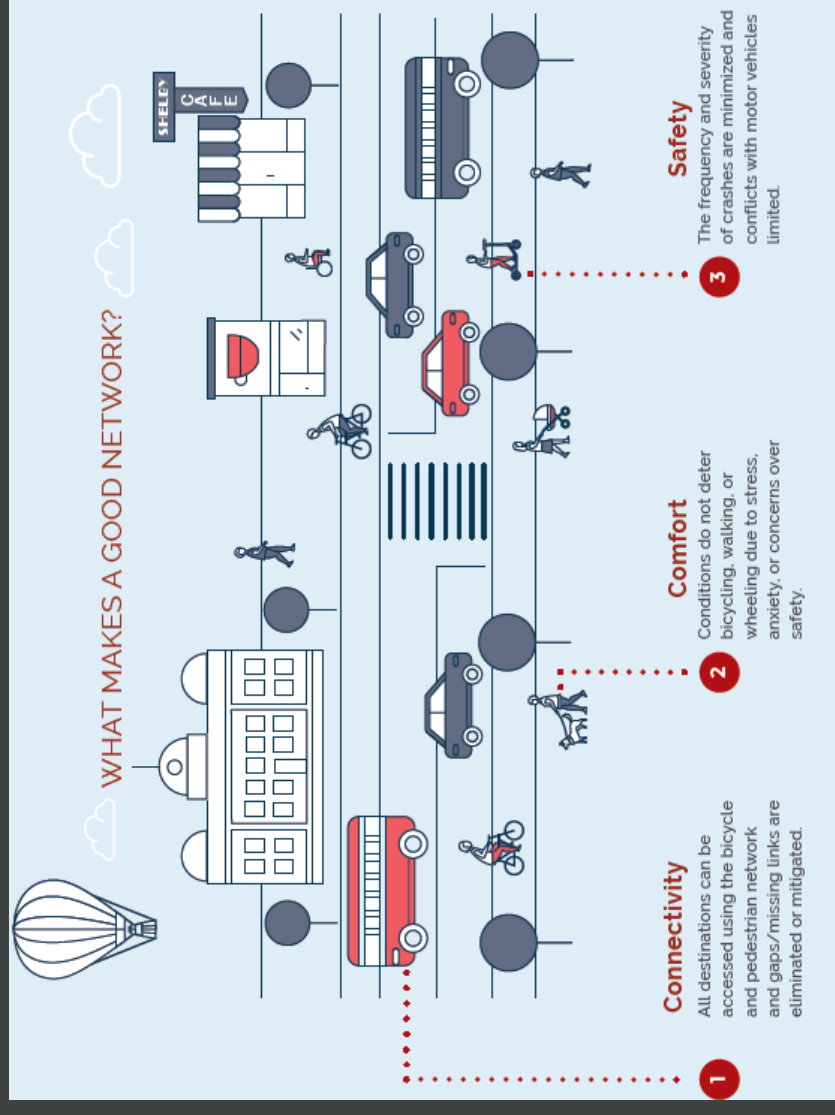 WHAT MAKES A GOOD NETWORK?
SHELBY
CAFE
1
Connectivity
All destinations can be
accessed using the bicycle
and pedestrian network
and gaps/missing links are
eliminated or mitigated.
2
Comfort
Conditions do not deter
bicycling, walking, or
wheeling due to stress,
anxiety, or concerns over
safety.
3
Safety
The frequency and severity
of crashes are minimized and
conflicts with motor vehicles
limited.